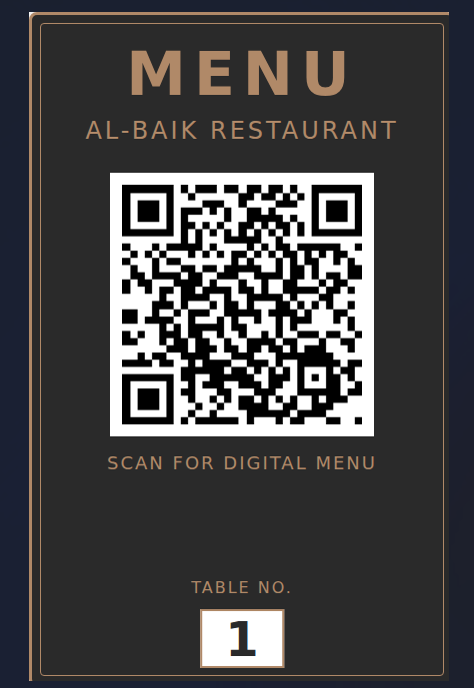 MENU
AL-BAIK RESTAURANT
SCAN FOR DIGITAL MENU
TABLE NO.
1